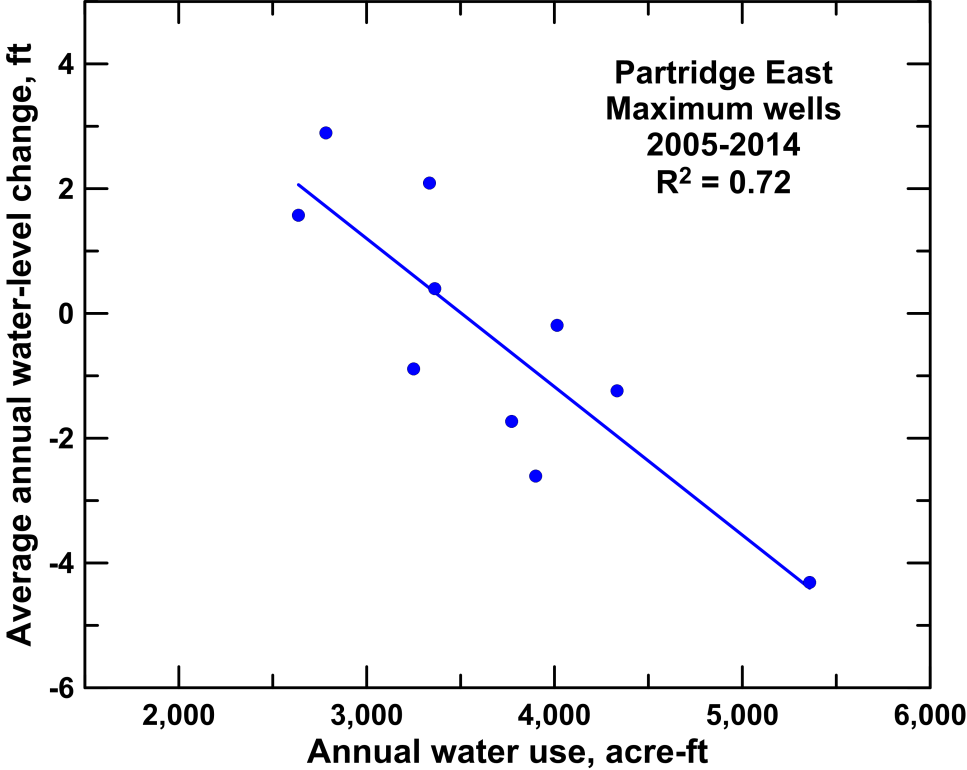 Average annual water-level change, ft
4
2
0
-2
-4
-6
Partridge East
Maximum wells
2005-2014
R² = 0.72
2,000 3,000 4,000 5,000 6,000
Annual water use, acre-ft